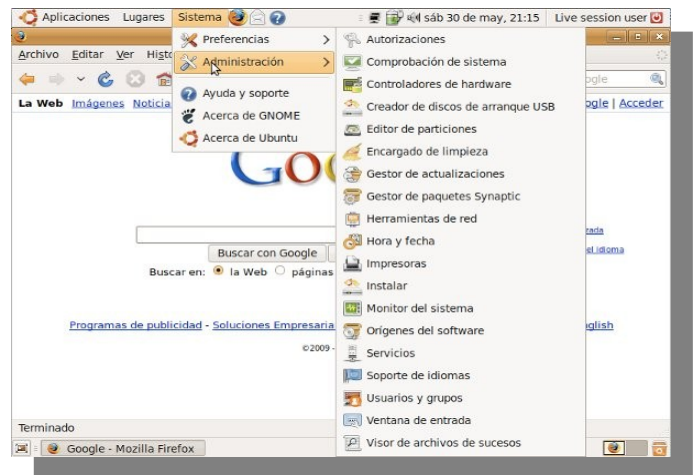 Aplicaciones Lugares Sistema sáb 30 de may, 21:15 Live session user
Archivo Editar Ver
La Web Imágenes Noticia
Acceder
Preferencias
Administración
Ayuda y soporte
Acerca de GNOME
Acerca de Ubuntu
Autorizaciones
Comprobación de sistema
Controladores de hardware
Creador de discos de arranque USB
Editor de particiones
Encargado de limpieza
Gestor de actualizaciones
Gestor de paquetes Synaptic
Herramientas de red
Hora y fecha
Impresoras
Instalar
Monitor del sistema
Orígenes del software
Servicios
Soporte de idiomas
Usuarios y grupos
Ventana de entrada
Visor de archivos de sucesos
Goo
Buscar con Google
el idioma
Buscar en: la Web páginas
Programas de publicidad - Soluciones Empresaria
©2009 -
Terminado
Google - Mozilla Firefox